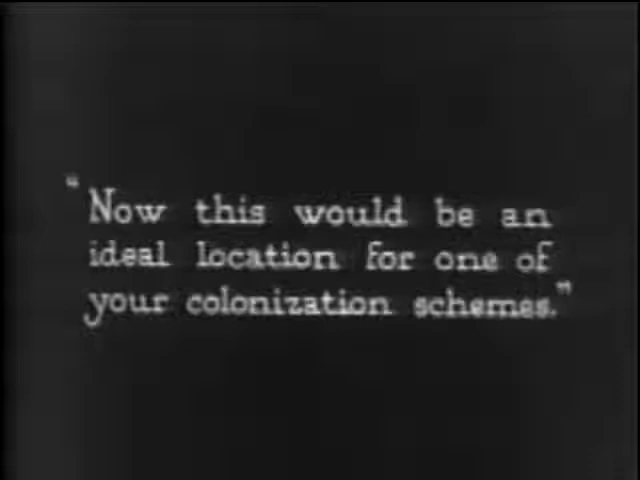 “Now this would be an
ideal location for one of
your colonization schemes.”